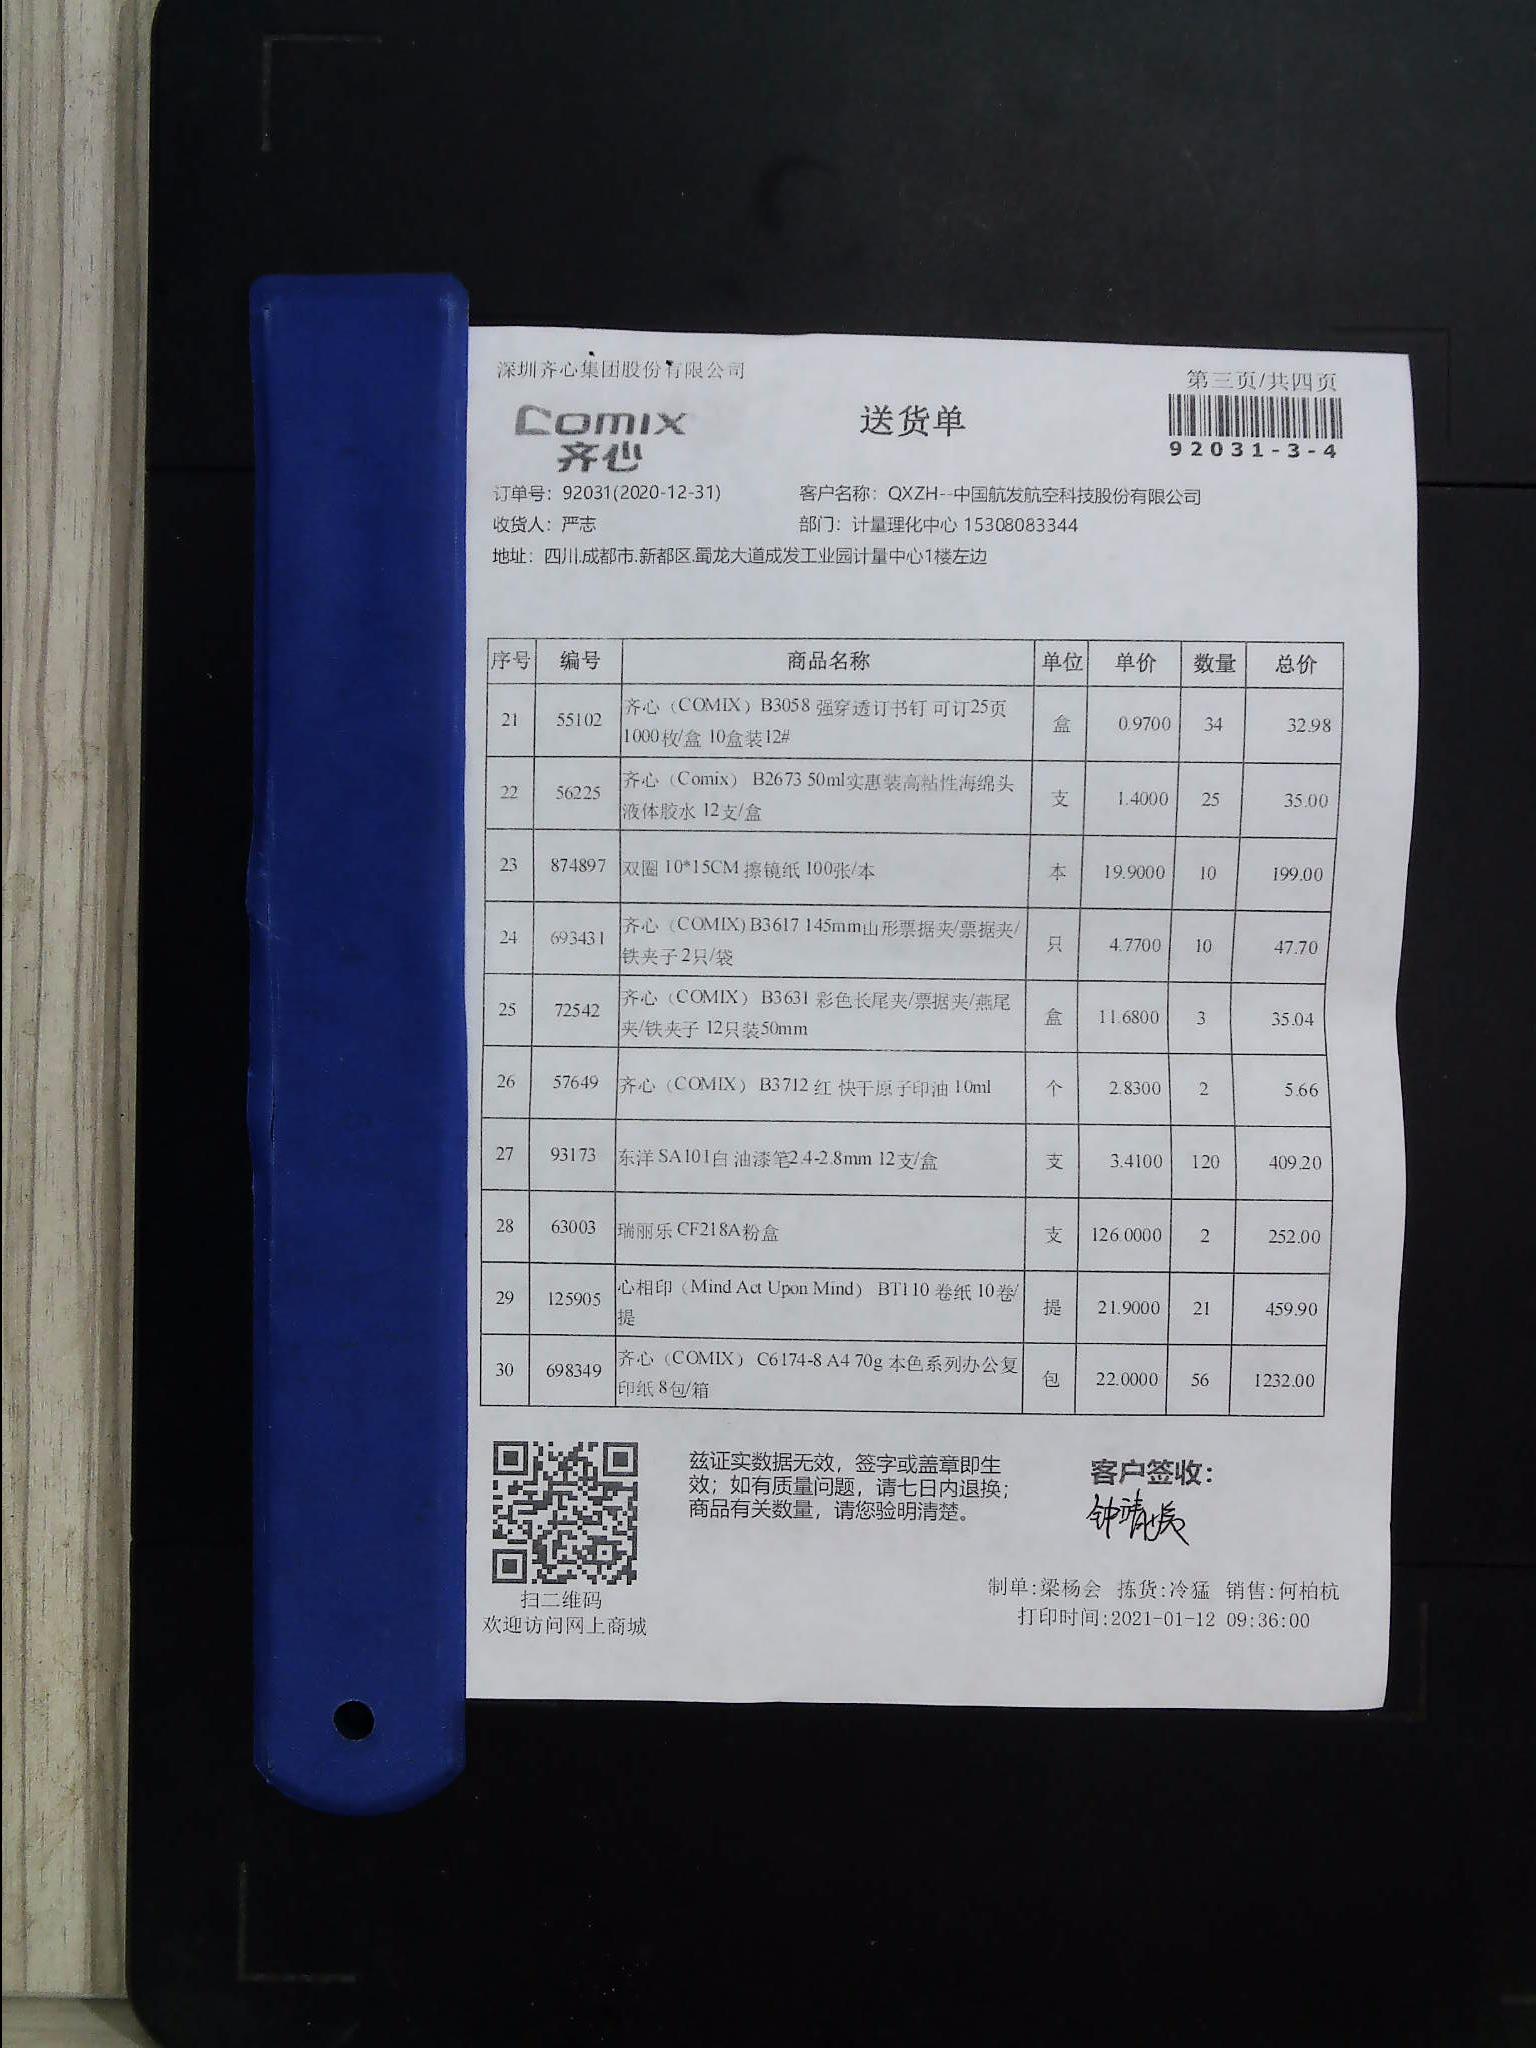 深圳齐心集团股份有限公司
第三页/共四页
comix
齐心
送货单
92031-3-4
订单号：92031(2020-12-31) 客户名称：QXZH--中国航发航空科技股份有限公司
收货人：严志 部门：计量理化中心 15308083344
地址：四川.成都市.新都区.蜀龙大道成发工业园计量中心1楼左边
序号 编号 商品名称 单位 单价 数量 总价
21 55102 齐心（COMIX）B3058 强穿透订书钉 可订25页 盒 0.9700 34 32.98
1000枚/盒 10盒装12#
22 56225 齐心（Comix） B2673 50ml实惠装高粘性海绵头 支 1.4000 25 35.00
液体胶水 12支/盒
23 874897 双圈 10*15CM 擦镜纸 100张/本 本 19.9000 10 199.00
24 693431 齐心（COMIX) B3617 145mm山形票据夹/票据夹/ 只 4.7700 10 47.70
铁夹子 2只/袋
25 72542 齐心（COMIX） B3631 彩色长尾夹/票据夹/燕尾 盒 11.6800 3 35.04
夹/铁夹子 12只装50mm
26 57649 齐心（COMIX） B3712 红 快干原子印油 10ml 个 2.8300 2 5.66
27 93173 东洋 SA101白 油漆笔2.4-2.8mm 12支/盒 支 3.4100 120 409.20
28 63003 瑞丽乐 CF218A粉盒 支 126.0000 2 252.00
29 125905 心相印（Mind Act Upon Mind） BT110 卷纸 10卷/ 提 21.9000 21 459.90
提
30 698349 齐心（COMIX） C6174-8 A4 70g 本色系列办公复 包 22.0000 56 1232.00
印纸 8包/箱
兹证实数据无效，签字或盖章即生
效；如有质量问题，请七日内退换；
商品有关数量，请您验明清楚。
客户签收：
扫二维码
欢迎访问网上商城
制单:梁杨会 拣货:冷猛 销售:何柏杭
打印时间:2021-01-12 09:36:00